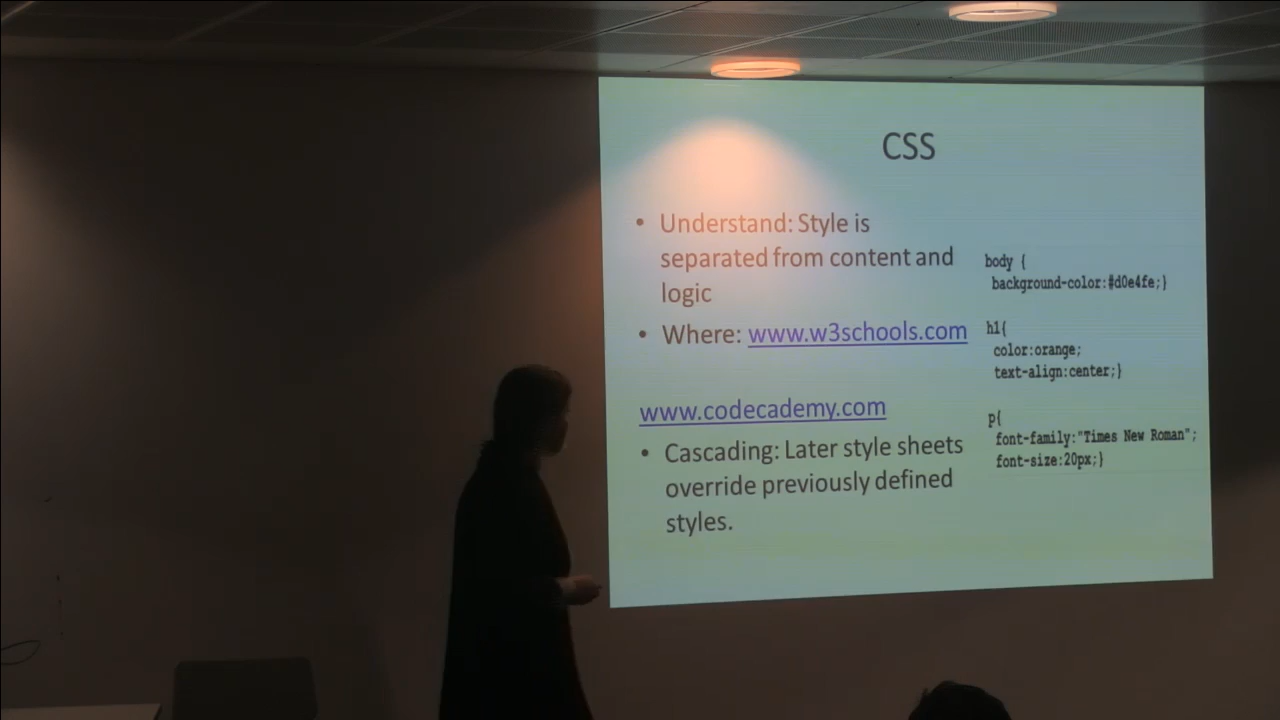 CSS
• Understand: Style is
separated from content and
logic
• Where: www.w3schools.com
www.codecademy.com
• Cascading: Later style sheets
override previously defined
styles.
body {
background-color:#d0e4fe;}
h1{
color:orange;
text-align:center;}
p{
font-family:"Times New Roman";
font-size:20px;}